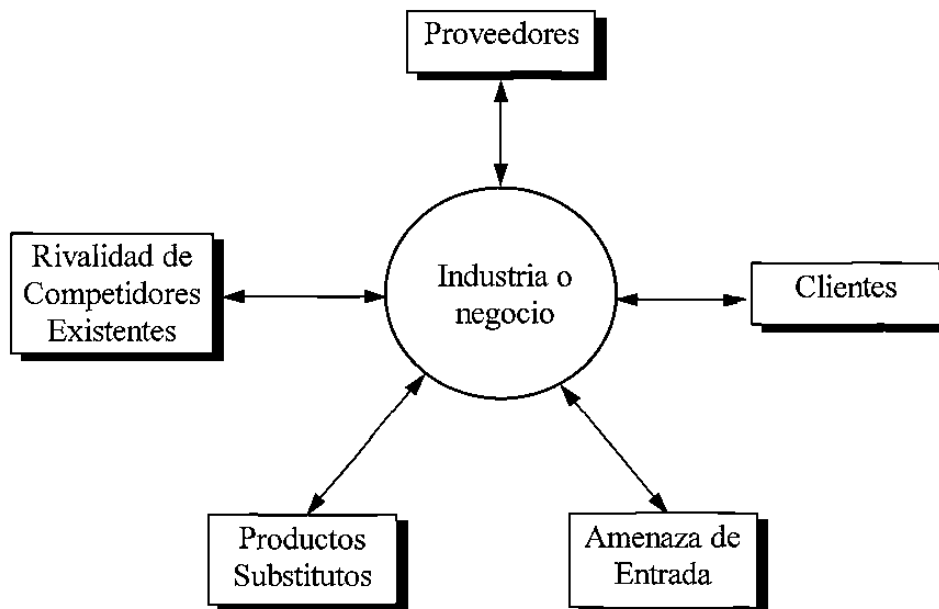 Proveedores
Rivalidad de
Competidores
Existentes
Industria o
negocio
Clientes
Productos
Substitutos
Amenaza de
Entrada